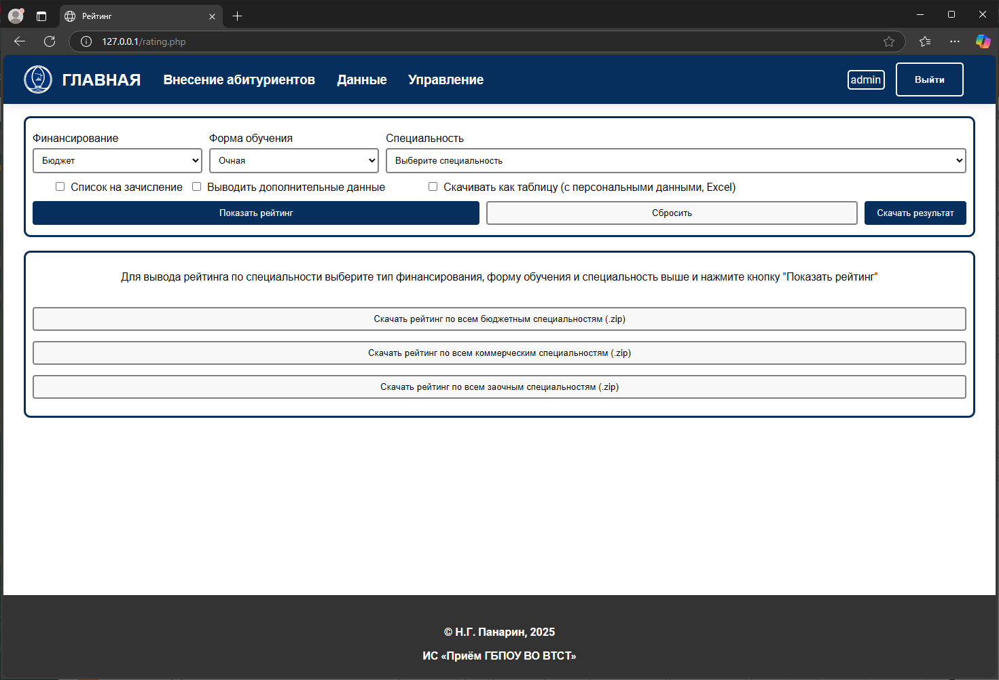 Рейтинг
127.0.0.1/rating.php
ГЛАВНАЯ Внесение абитуриентов Данные Управление admin Выйти
Финансирование Форма обучения Специальность
Бюджет Очная Выберите специальность
Список на зачисление Выводить дополнительные данные Скачивать как таблицу (с персональными данными, Excel)
Показать рейтинг Сбросить Скачать результат
Для вывода рейтинга по специальности выберите тип финансирования, форму обучения и специальность выше и нажмите кнопку "Показать рейтинг"
Скачать рейтинг по всем бюджетным специальностям (.zip)
Скачать рейтинг по всем коммерческим специальностям (.zip)
Скачать рейтинг по всем заочным специальностям (.zip)
© Н.Г. Панарин, 2025
ИС «Приём ГБПОУ ВО ВТСТ»